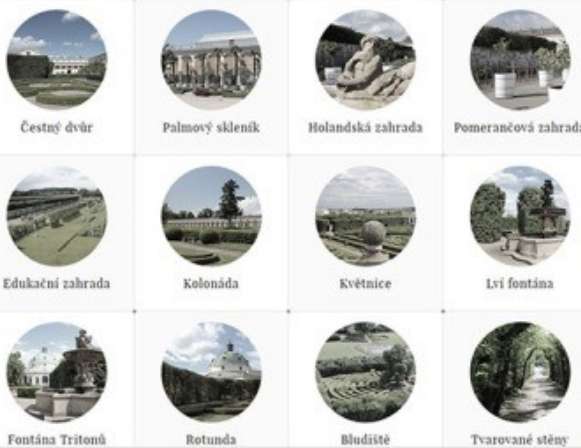 Čestný dvůr
Palmový skleník
Holandská zahrada
Pomerančová zahrada
Edukační zahrada
Kolonáda
Květnice
Lví fontána
Fontána Tritonů
Rotunda
Bludiště
Tvarované stěny